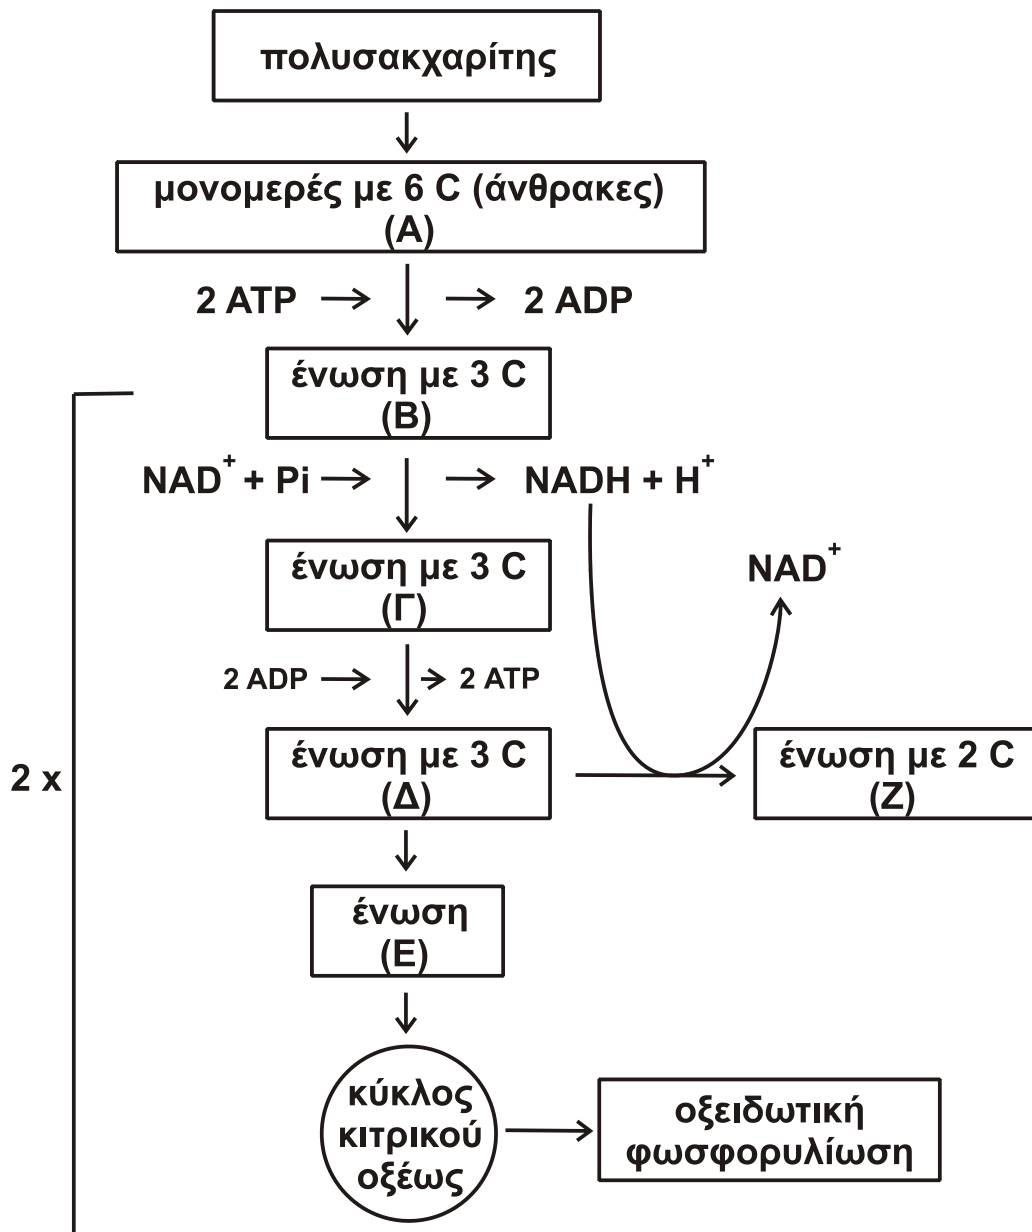 πολυσακχαρίτης
μονομερές με 6 C (άνθρακες)
(Α)
2 ATP
2 ADP
ένωση με 3 C
(Β)
NAD⁺ + Pi
NADH + H⁺
ένωση με 3 C
(Γ)
NAD⁺
2 ADP
2 ATP
2 x
ένωση με 3 C
(Δ)
ένωση με 2 C
(Ζ)
ένωση
(Ε)
κύκλος
κιτρικού
οξέως
οξειδωτική
φωσφορυλίωση